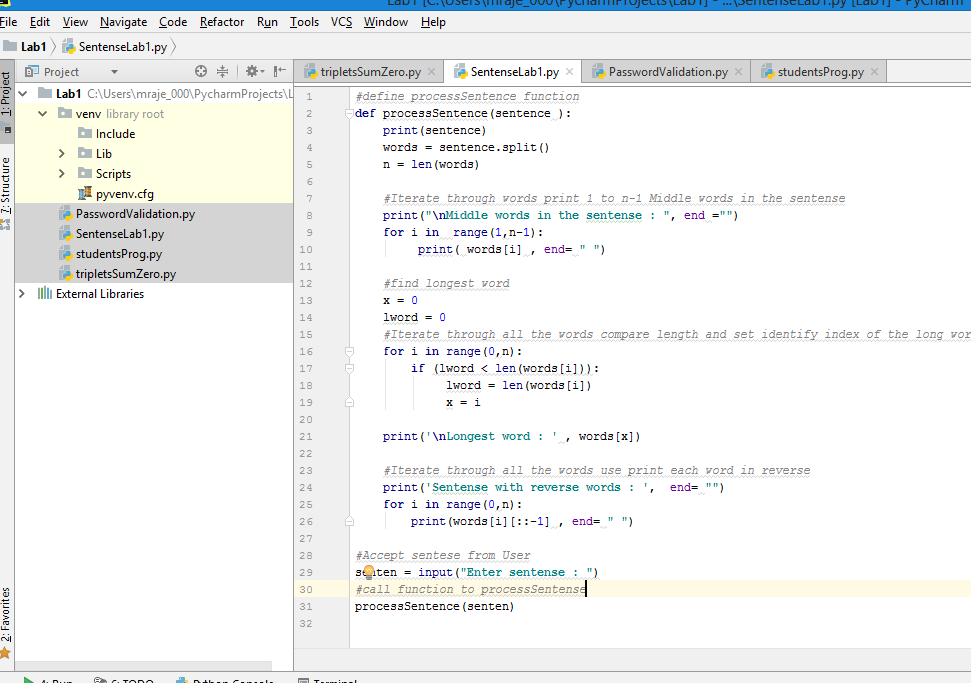 Lab1 [C:\Users\mraje_000\PycharmProjects\Lab1] - ...\SentenseLab1.py [Lab1] - PyCharm
File Edit View Navigate Code Refactor Run Tools VCS Window Help
Lab1 SentenseLab1.py
Project tripletsSumZero.py SentenseLab1.py PasswordValidation.py studentsProg.py
1: Project
7: Structure
2: Favorites
Lab1 C:\Users\mraje_000\PycharmProjects\L
venv library root
Include
Lib
Scripts
pyvenv.cfg
PasswordValidation.py
SentenseLab1.py
studentsProg.py
tripletsSumZero.py
External Libraries
1 #define processSentence function
2 def processSentence(sentence ):
3 print(sentence)
4 words = sentence.split()
5 n = len(words)
6
7 #Iterate through words print 1 to n-1 Middle words in the sentense
8 print("\nMiddle words in the sentense : ", end ="")
9 for i in  range(1,n-1):
10 print( words[i] , end= " ")
11
12 #find longest word
13 x = 0
14 lword = 0
15 #Iterate through all the words compare length and set identify index of the long wor
16 for i in range(0,n):
17 if (lword < len(words[i])):
18 lword = len(words[i])
19 x = i
20
21 print('\nLongest word : ' , words[x])
22
23 #Iterate through all the words use print each word in reverse
24 print('Sentense with reverse words : ',  end= "")
25 for i in range(0,n):
26 print(words[i][::-1] , end= " ")
27
28 #Accept sentese from User
29 senten = input("Enter sentense : ")
30 #call function to processSentense
31 processSentence(senten)
32
4: Run 6: TODO Python Console Terminal